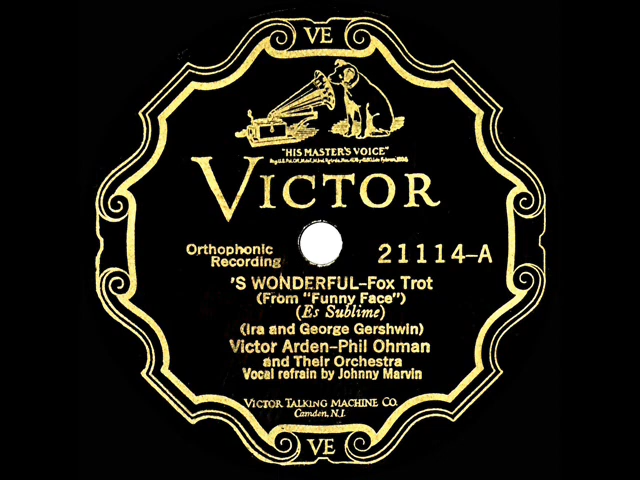 VE
"HIS MASTER'S VOICE"
VICTOR
Orthophonic
Recording
21114-A
'S WONDERFUL-Fox Trot
(From "Funny Face")
(Es Sublime)
(Ira and George Gershwin)
Victor Arden-Phil Ohman
and Their Orchestra
Vocal refrain by Johnny Marvin
VICTOR TALKING MACHINE CO.
Camden, N.J.
VE